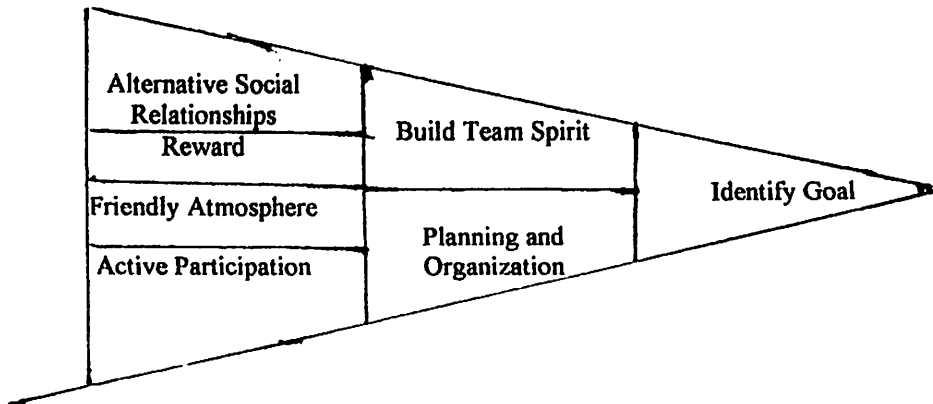 Alternative Social
Relationships
Reward
Friendly Atmosphere
Active Participation
Build Team Spirit
Planning and
Organization
Identify Goal